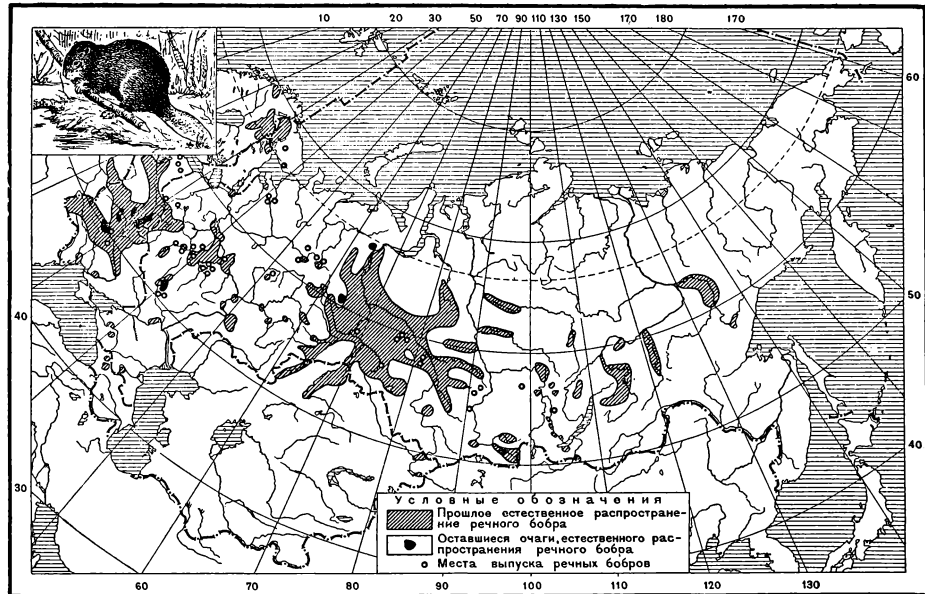 10 20 30 50 70 90 110 130 150 170 180 170
60
50
40
40
30
Условные обозначения
Прошлое естественное распростране-
ние речного бобра
Оставшиеся очаги, естественного рас-
пространения речного бобра
Места выпуска речных бобров
60 70 80 90 100 110 120 130